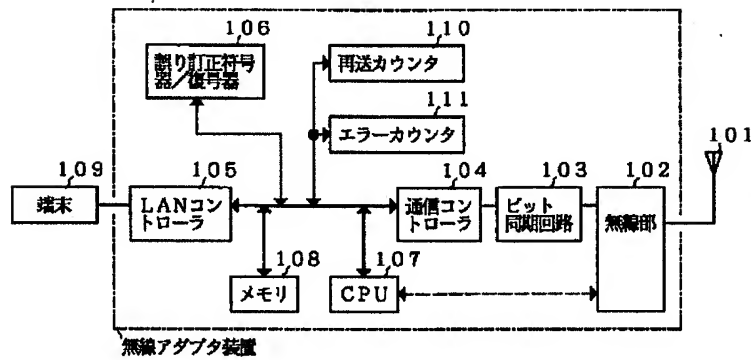 106
誤り訂正符号
器/復号器
110
再送カウンタ
111
エラーカウンタ
101
109
端末
105
LANコン
トローラ
104
通信コント
ローラ
103
ビット
同期回路
102
無線部
108
メモリ
107
CPU
無線アダプタ装置